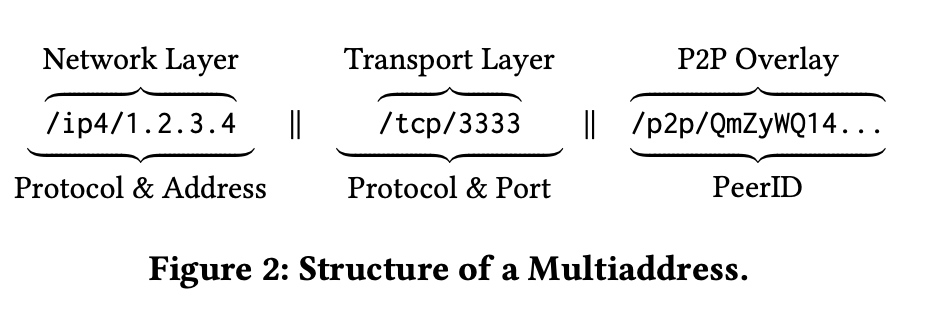 Network Layer Transport Layer P2P Overlay
/ip4/1.2.3.4 || /tcp/3333 || /p2p/QmZyWQ14...
Protocol & Address Protocol & Port PeerID
Figure 2: Structure of a Multiaddress.